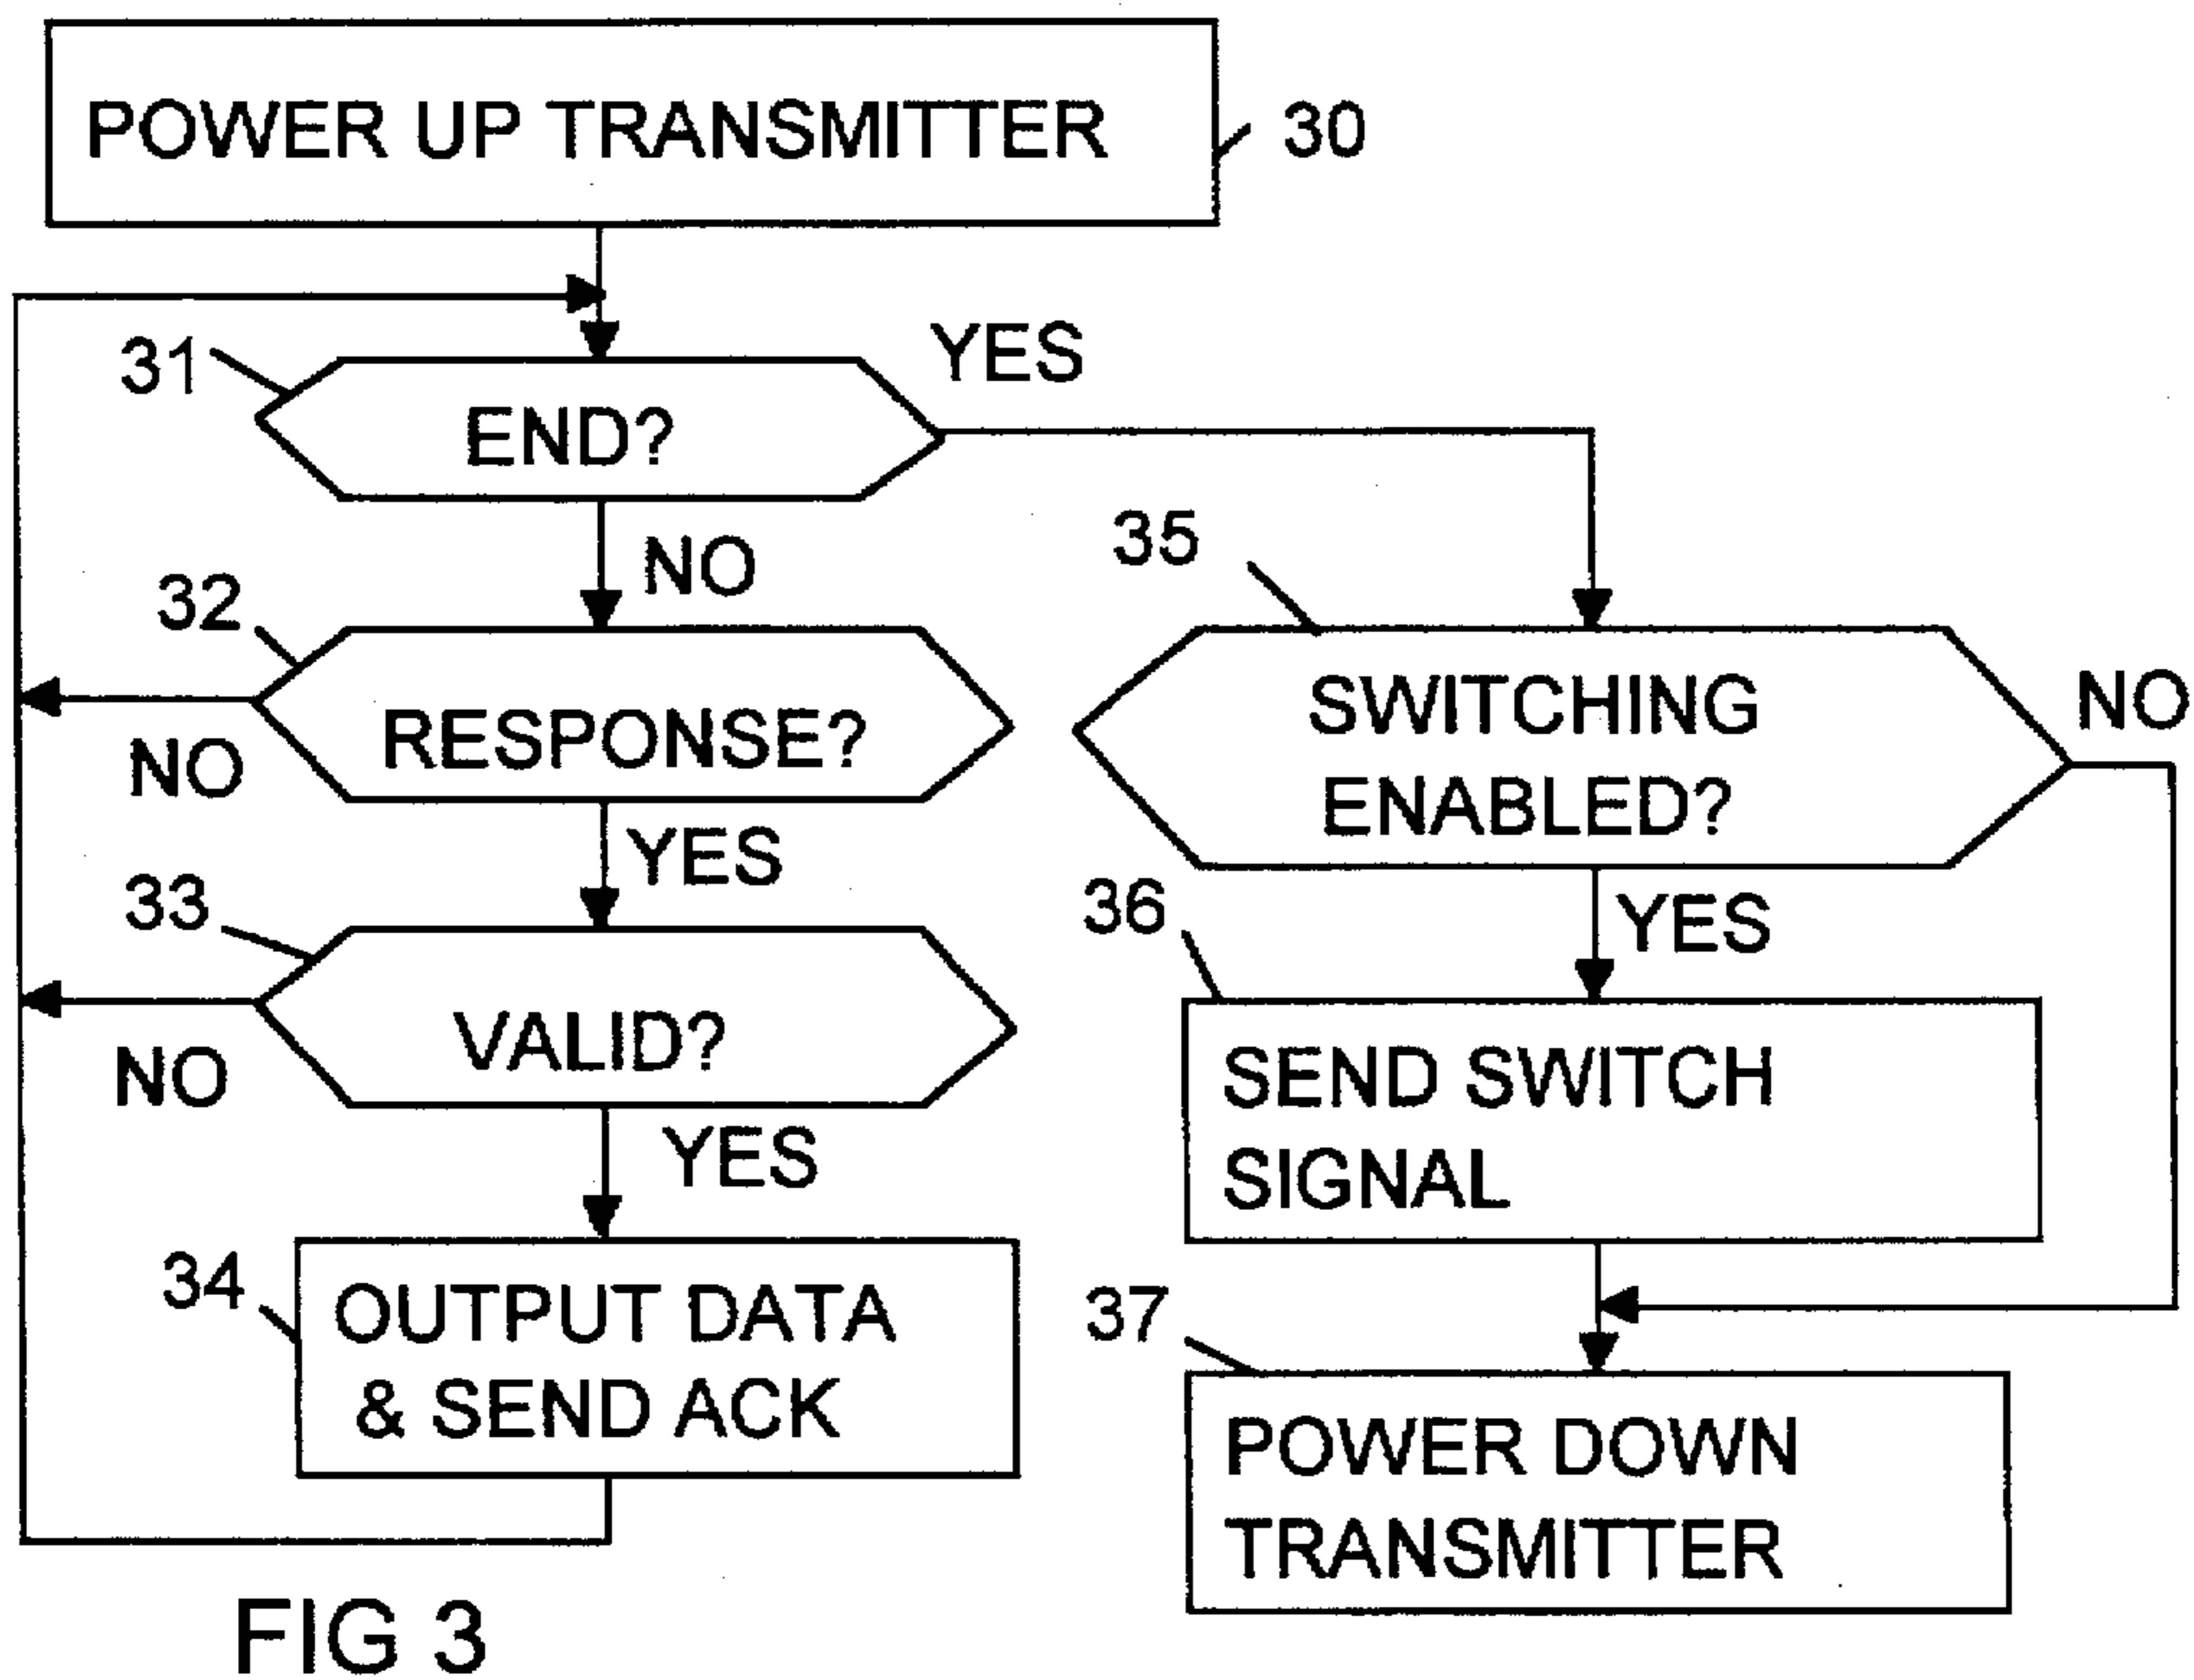 POWER UP TRANSMITTER
30
31
YES
END?
NO
35
32
SWITCHING
ENABLED?
NO
RESPONSE?
NO
YES
33
36
YES
VALID?
NO
SEND SWITCH
SIGNAL
YES
34
OUTPUT DATA
& SEND ACK
37
POWER DOWN
TRANSMITTER
FIG 3